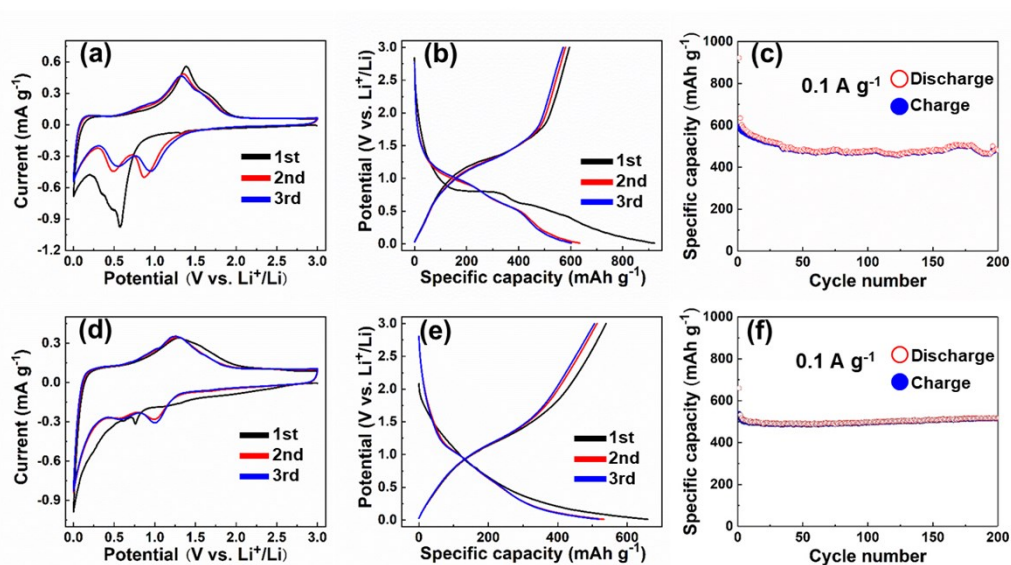 (a)
0.6
0.3
0.0
-0.3
-0.6
-0.9
-1.2
Current (mA g⁻¹)
1st
2nd
3rd
0.0 0.5 1.0 1.5 2.0 2.5 3.0
Potential (V vs. Li⁺/Li)
(b)
3.0
2.5
2.0
1.5
1.0
0.5
0.0
Potential (V vs. Li⁺/Li)
1st
2nd
3rd
0 200 400 600 800
Specific capacity (mAh g⁻¹)
(c)
1000
800
600
400
200
0
Specific capacity (mAh g⁻¹)
0.1 A g⁻¹
Discharge
Charge
0 50 100 150 200
Cycle number
(d)
0.3
0.0
-0.3
-0.6
-0.9
Current (mA g⁻¹)
1st
2nd
3rd
0.0 0.5 1.0 1.5 2.0 2.5 3.0
Potential (V vs. Li⁺/Li)
(e)
3.0
2.5
2.0
1.5
1.0
0.5
0.0
Potential (V vs. Li⁺/Li)
1st
2nd
3rd
0 200 400 600
Specific capacity (mAh g⁻¹)
(f)
1000
800
600
400
200
0
Specific capacity (mAh g⁻¹)
0.1 A g⁻¹
Discharge
Charge
0 50 100 150 200
Cycle number